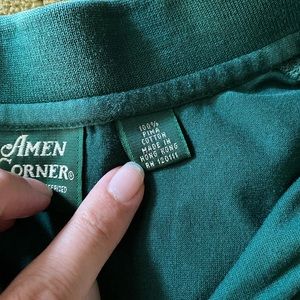 AMEN
CORNER®
100%
PIMA
COTTON
MADE IN
HONG KONG
RN 120111